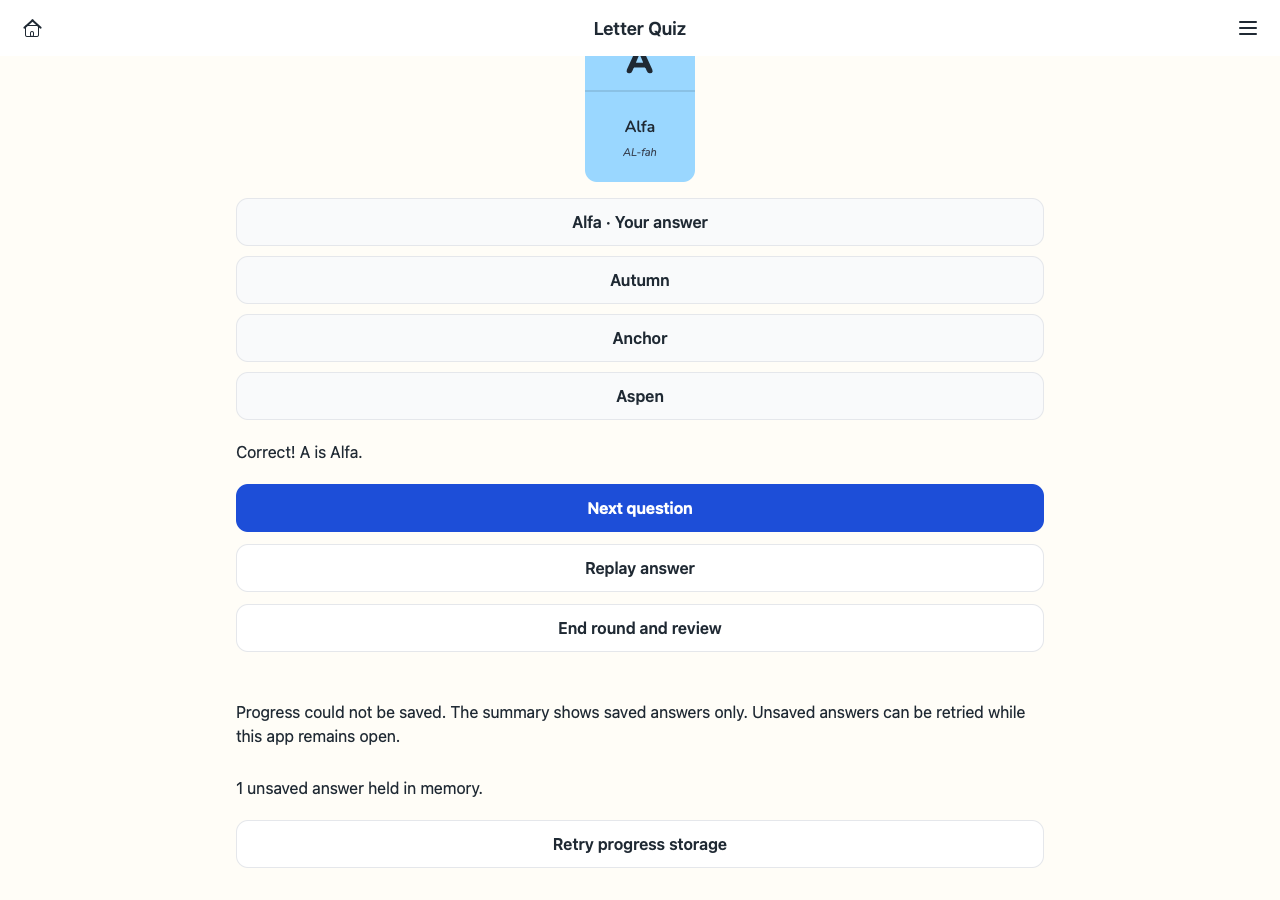 Letter Quiz
A
Alfa
AL-fah
Alfa · Your answer
Autumn
Anchor
Aspen
Correct! A is Alfa.
Next question
Replay answer
End round and review
Progress could not be saved. The summary shows saved answers only. Unsaved answers can be retried while
this app remains open.
1 unsaved answer held in memory.
Retry progress storage